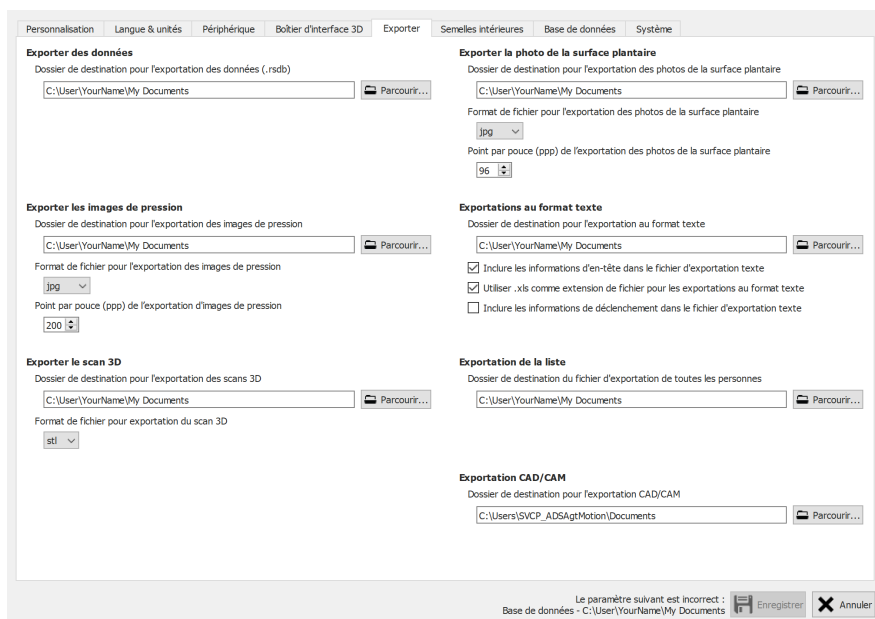 Personnalisation Langue & unités Périphérique Boîtier d'interface 3D Exporter Semelles intérieures Base de données Système
Exporter des données
Dossier de destination pour l'exportation des données (.rsdb)
C:\User\YourName\My Documents Parcourir...
Exporter les images de pression
Dossier de destination pour l'exportation des images de pression
C:\User\YourName\My Documents Parcourir...
Format de fichier pour l'exportation des images de pression
jpg
Point par pouce (ppp) de l'exportation d'images de pression
200
Exporter le scan 3D
Dossier de destination pour l'exportation des scans 3D
C:\User\YourName\My Documents Parcourir...
Format de fichier pour exportation du scan 3D
stl
Exporter la photo de la surface plantaire
Dossier de destination pour l'exportation des photos de la surface plantaire
C:\User\YourName\My Documents Parcourir...
Format de fichier pour l'exportation des photos de la surface plantaire
jpg
Point par pouce (ppp) de l'exportation des photos de la surface plantaire
96
Exportations au format texte
Dossier de destination pour l'exportation au format texte
C:\User\YourName\My Documents Parcourir...
Inclure les informations d'en-tête dans le fichier d'exportation texte
Utiliser .xls comme extension de fichier pour les exportations au format texte
Inclure les informations de déclenchement dans le fichier d'exportation texte
Exportation de la liste
Dossier de destination du fichier d'exportation de toutes les personnes
C:\User\YourName\My Documents Parcourir...
Exportation CAD/CAM
Dossier de destination pour l'exportation CAD/CAM
C:\Users\SVCP_ADSAgtMotion\Documents Parcourir...
Le paramètre suivant est incorrect :
Base de données - C:\User\YourName\My Documents
Enregistrer Annuler